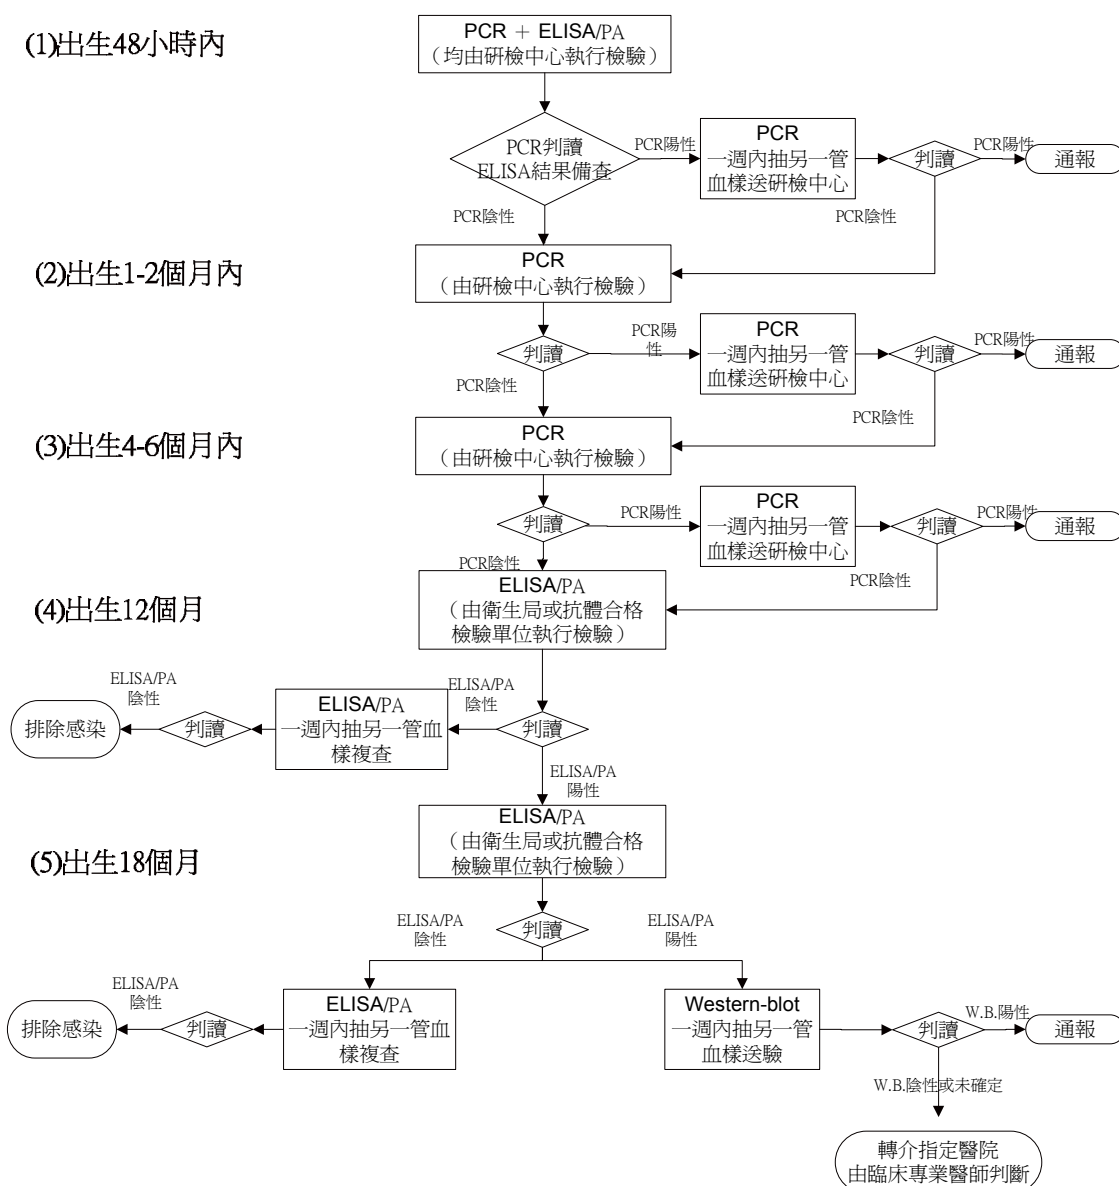 (1)出生48小時內
PCR + ELISA/PA
（均由研檢中心執行檢驗）
PCR判讀
ELISA結果備查
PCR陽性
PCR
一週內抽另一管
血樣送研檢中心
判讀
PCR陽性
通報
PCR陰性
PCR陰性
(2)出生1-2個月內
PCR
（由研檢中心執行檢驗）
判讀
PCR陽
性
PCR
一週內抽另一管
血樣送研檢中心
判讀
PCR陽性
通報
PCR陰性
PCR陰性
(3)出生4-6個月內
PCR
（由研檢中心執行檢驗）
判讀
PCR陽性
PCR
一週內抽另一管
血樣送研檢中心
判讀
PCR陽性
通報
PCR陰性
PCR陰性
(4)出生12個月
ELISA/PA
（由衛生局或抗體合格
檢驗單位執行檢驗）
判讀
ELISA/PA
陰性
ELISA/PA
一週內抽另一管血
樣複查
判讀
ELISA/PA
陰性
排除感染
ELISA/PA
陽性
(5)出生18個月
ELISA/PA
（由衛生局或抗體合格
檢驗單位執行檢驗）
判讀
ELISA/PA
陰性
ELISA/PA
陽性
ELISA/PA
一週內抽另一管血
樣複查
判讀
ELISA/PA
陰性
排除感染
Western-blot
一週內抽另一管
血樣送驗
判讀
W.B.陽性
通報
W.B.陰性或未確定
轉介指定醫院
由臨床專業醫師判斷